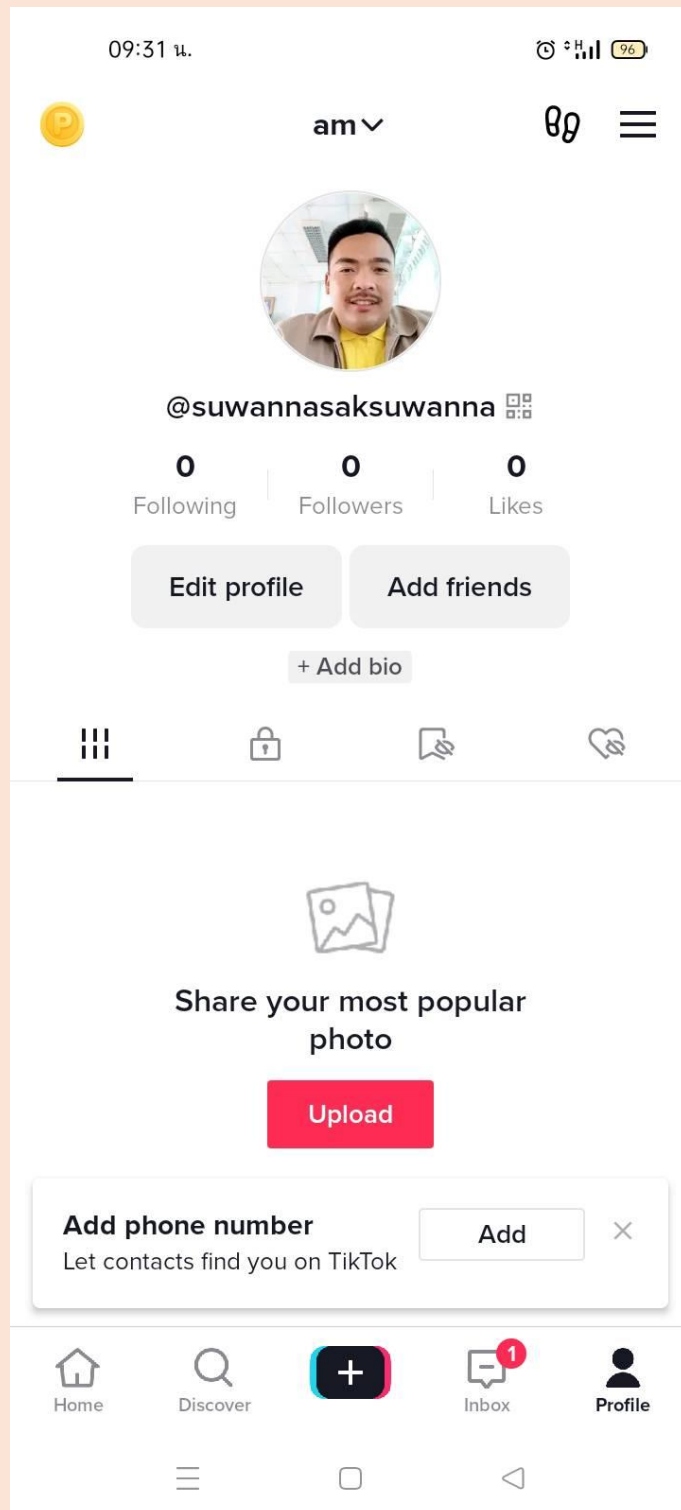 09:31 น.
96
P
am
@suwannasaksuwanna
0 0 0
Following Followers Likes
Edit profile Add friends
+ Add bio
Share your most popular
photo
Upload
Add phone number
Let contacts find you on TikTok
Add
1
Home Discover Inbox Profile